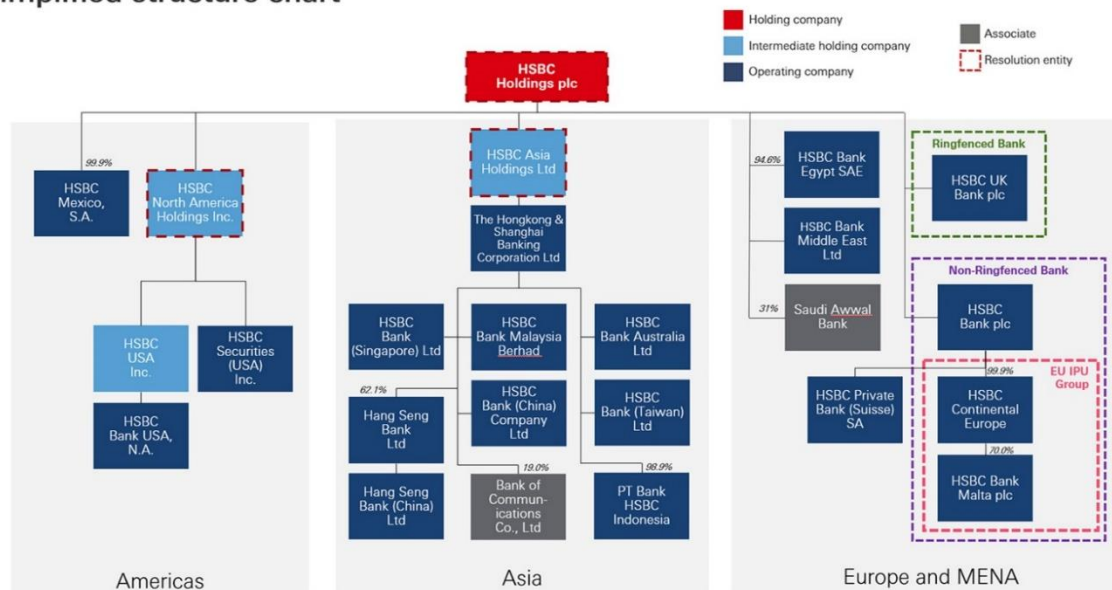 Holding company
Intermediate holding company
Operating company
Associate
Resolution entity
HSBC
Holdings plc
99.9%
HSBC
Mexico,
S.A.
HSBC
North America
Holdings Inc.
HSBC
USA
Inc.
HSBC
Securities
(USA)
Inc.
HSBC
Bank USA,
N.A.
Americas
HSBC Asia
Holdings Ltd
The Hongkong &
Shanghai
Banking
Corporation Ltd
HSBC
Bank
(Singapore) Ltd
HSBC
Bank Malaysia
Berhad
HSBC
Bank Australia
Ltd
62.1%
Hang Seng
Bank
Ltd
HSBC
Bank (China)
Company
Ltd
HSBC
Bank (Taiwan)
Ltd
Hang Seng
Bank (China)
Ltd
19.0%
Bank of
Commun-
ications
Co., Ltd
98.9%
PT Bank
HSBC
Indonesia
Asia
94.6%
HSBC Bank
Egypt SAE
HSBC Bank
Middle East
Ltd
31%
Saudi Awwal
Bank
Ringfenced Bank
HSBC UK
Bank plc
Non-Ringfenced Bank
HSBC
Bank plc
EU IPU
Group
HSBC Private
Bank (Suisse)
SA
99.9%
HSBC
Continental
Europe
70.0%
HSBC Bank
Malta plc
Europe and MENA